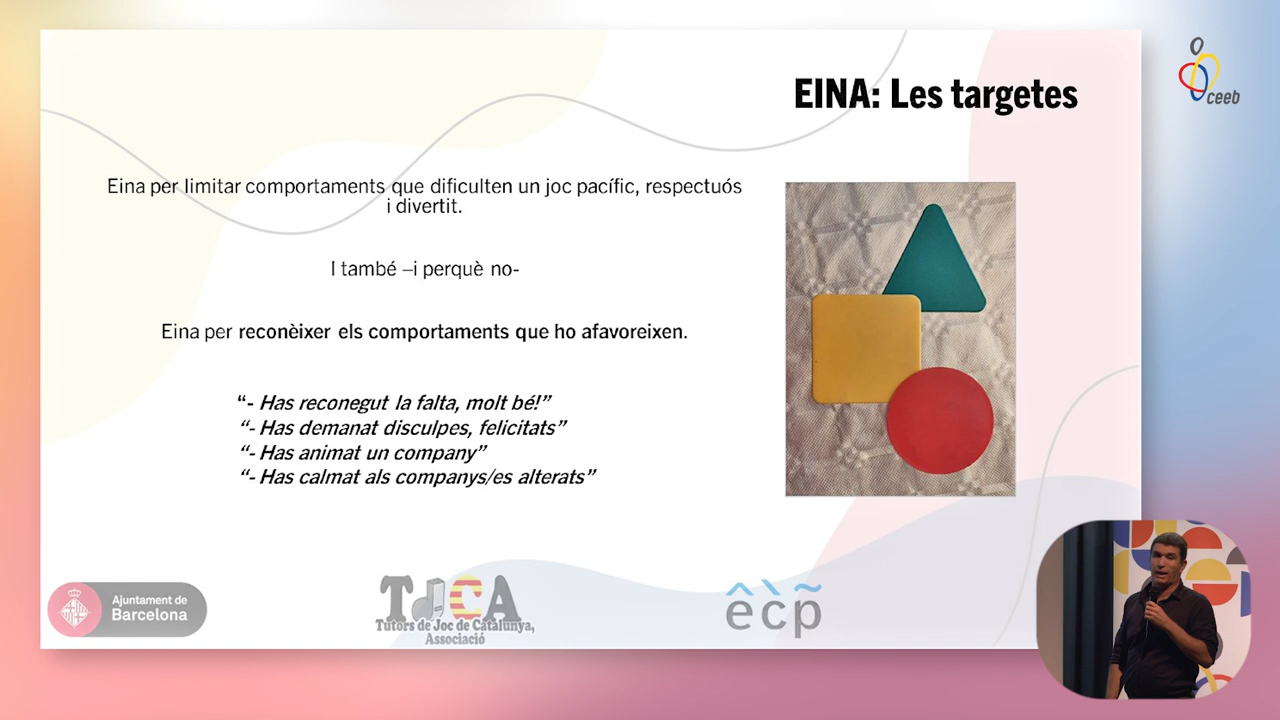 ceeb
EINA: Les targetes
Eina per limitar comportaments que dificulten un joc pacífic, respectuós
i divertit.
I també –i perquè no-
Eina per reconèixer els comportaments que ho afavoreixen.
“- Has reconegut la falta, molt bé!”
“- Has demanat disculpes, felicitats”
“- Has animat un company”
“- Has calmat als companys/es alterats”
Ajuntament de
Barcelona
TJCA
Tutors de Joc de Catalunya,
Associació
ecp